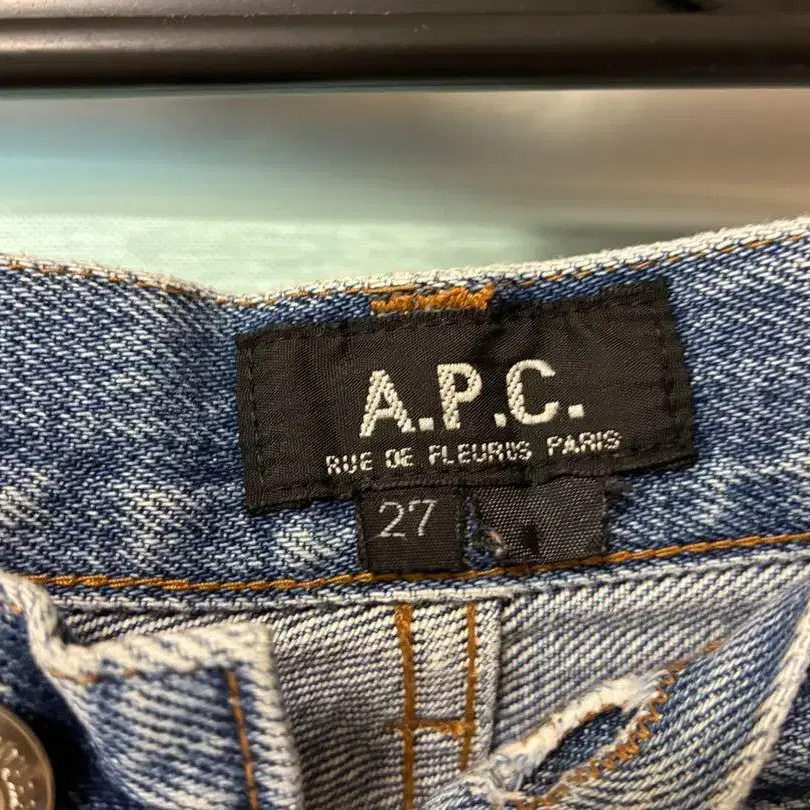 A.P.C.
RUE DE FLEURUS PARIS
27